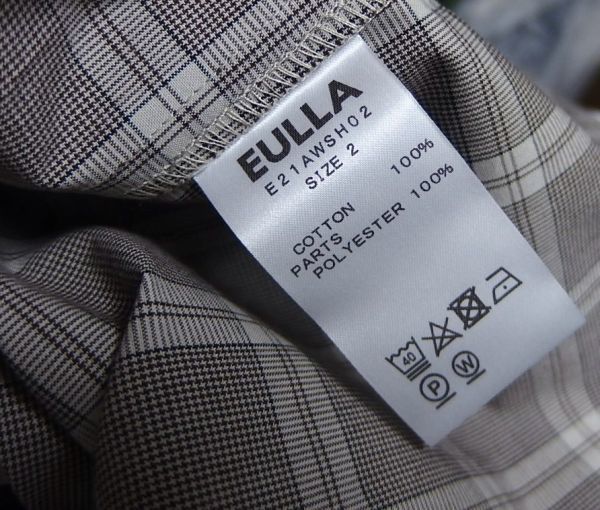 EULLA
E21AWSH02
SIZE 2
COTTON 100%
PARTS
POLYESTER 100%
40
P W